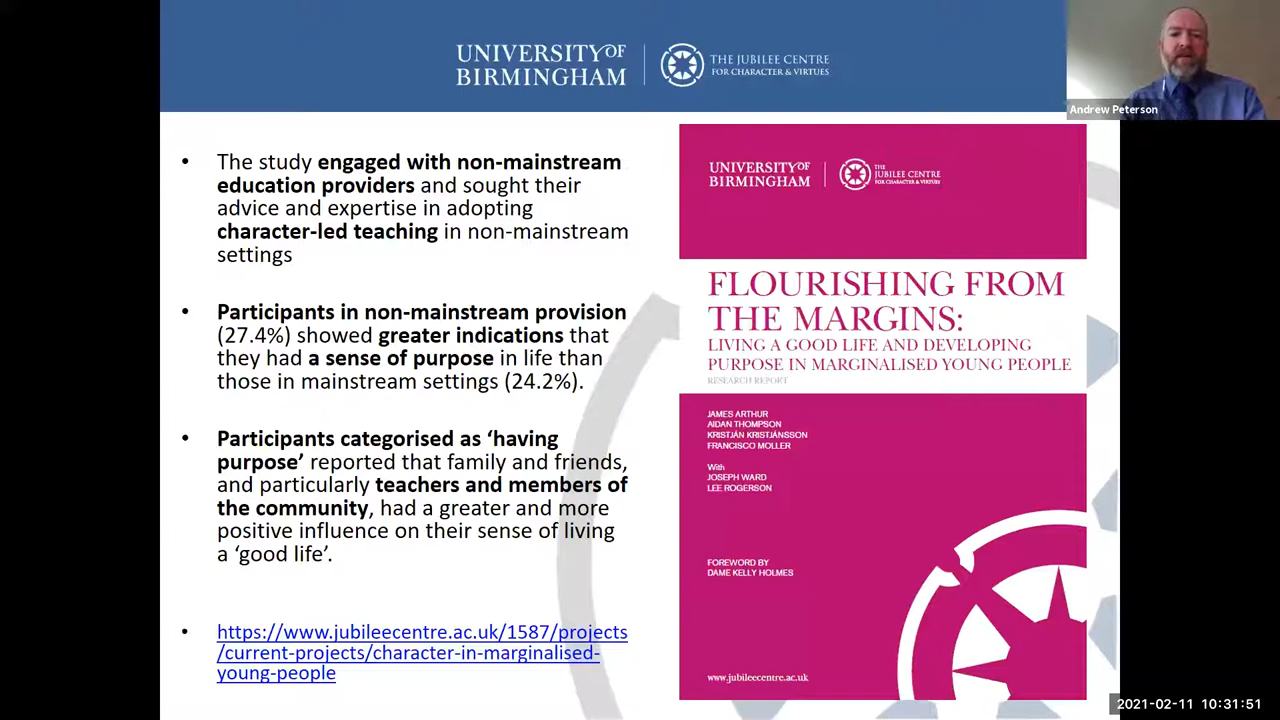 UNIVERSITY OF
BIRMINGHAM
THE JUBILEE CENTRE
FOR CHARACTER & VIRTUES
Andrew Peterson
• The study engaged with non-mainstream
education providers and sought their
advice and expertise in adopting
character-led teaching in non-mainstream
settings
• Participants in non-mainstream provision
(27.4%) showed greater indications that
they had a sense of purpose in life than
those in mainstream settings (24.2%).
• Participants categorised as ‘having
purpose’ reported that family and friends,
and particularly teachers and members of
the community, had a greater and more
positive influence on their sense of living
a ‘good life’.
• https://www.jubileecentre.ac.uk/1587/projects
/current-projects/character-in-marginalised-
young-people
UNIVERSITY OF
BIRMINGHAM
THE
JUBILEE CENTRE
FOR CHARACTER & VIRTUES
FLOURISHING FROM
THE MARGINS:
LIVING A GOOD LIFE AND DEVELOPING
PURPOSE IN MARGINALISED YOUNG PEOPLE
RESEARCH REPORT
JAMES ARTHUR
AIDAN THOMPSON
KRISTJÁN KRISTJÁNSSON
FRANCISCO MOLLER
With
JOSEPH WARD
LEE ROGERSON
FOREWORD BY
DAME KELLY HOLMES
www.jubileecentre.ac.uk
2021-02-11 10:31:51